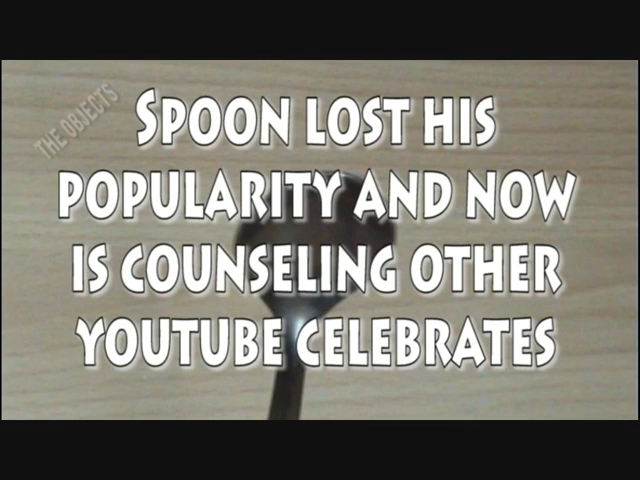 THE OBJECTS
SPOON LOST HIS
POPULARITY AND NOW
IS COUNSELING OTHER
YOUTUBE CELEBRATES